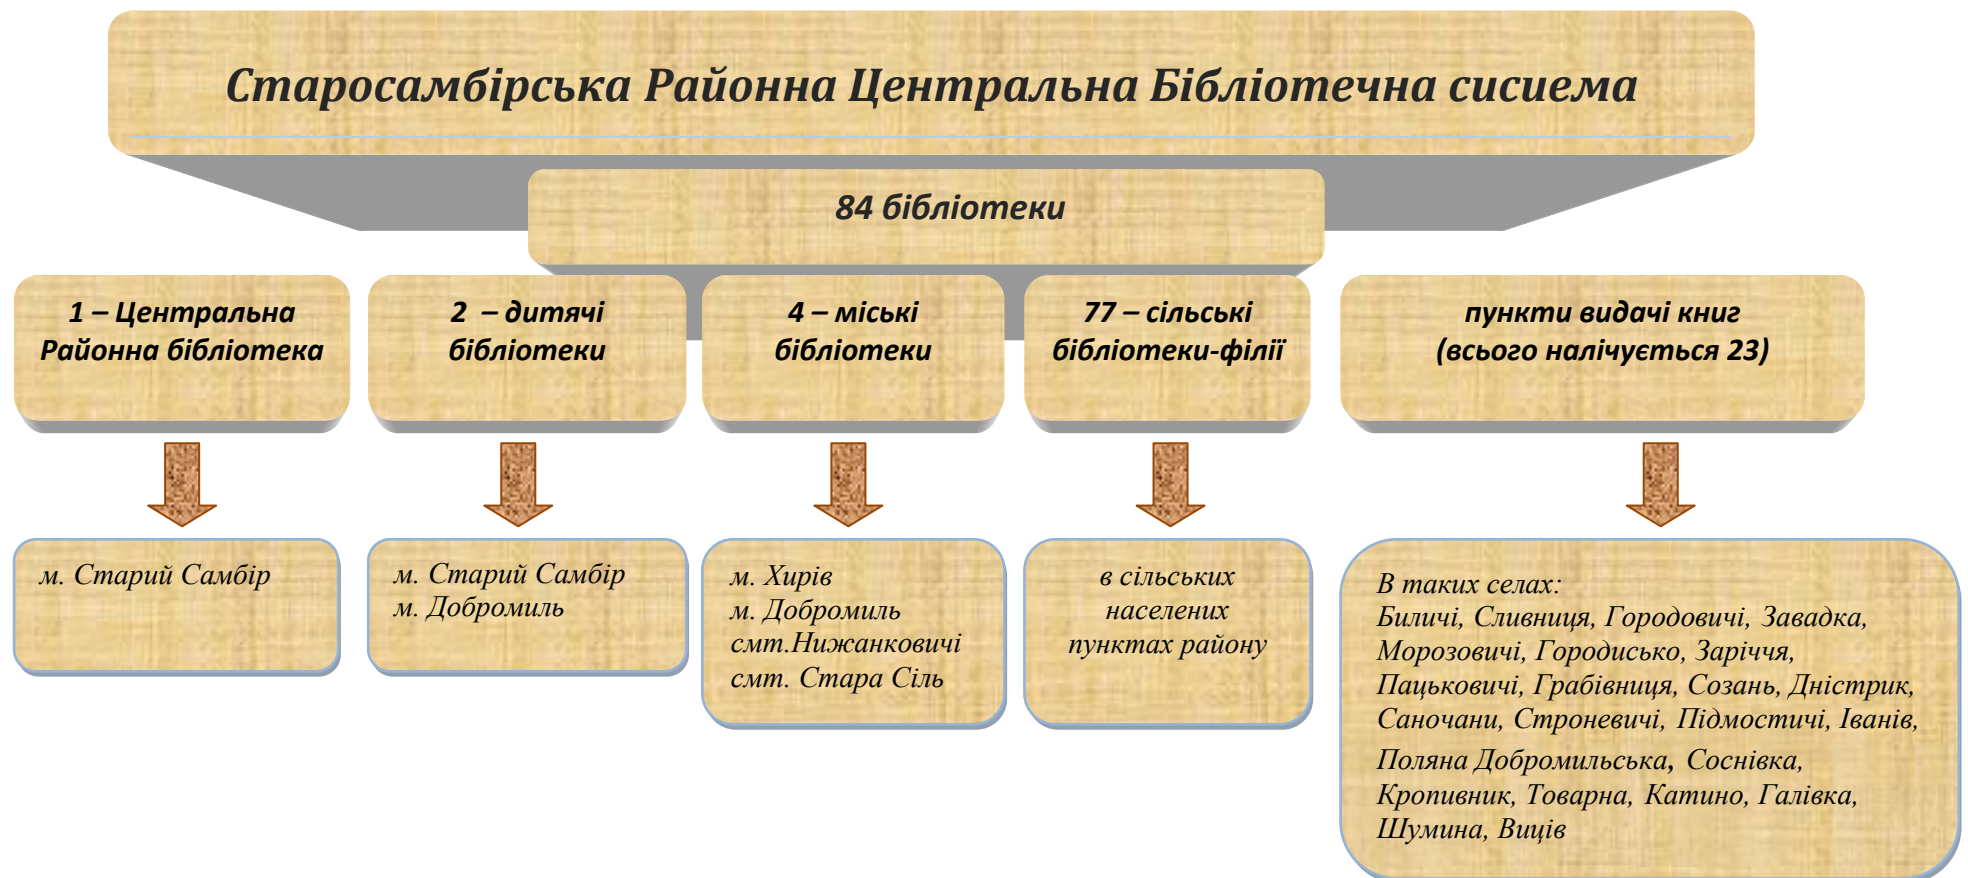 Старосамбірська Районна Центральна Бібліотечна сисиема
84 бібліотеки
1 – Центральна
Районна бібліотека
2 – дитячі
бібліотеки
4 – міські
бібліотеки
77 – сільські
бібліотеки-філії
пункти видачі книг
(всього налічується 23)
м. Старий Самбір
м. Старий Самбір
м. Добромиль
м. Хирів
м. Добромиль
смт.Нижанковичі
смт. Стара Сіль
в сільських
населених
пунктах району
В таких селах:
Биличі, Сливниця, Городовичі, Завадка,
Морозовичі, Городисько, Заріччя,
Пацьковичі, Грабівниця, Созань, Дністрик,
Саночани, Строневичі, Підмостичі, Іванів,
Поляна Добромильська, Соснівка,
Кропивник, Товарна, Катино, Галівка,
Шумина, Виців